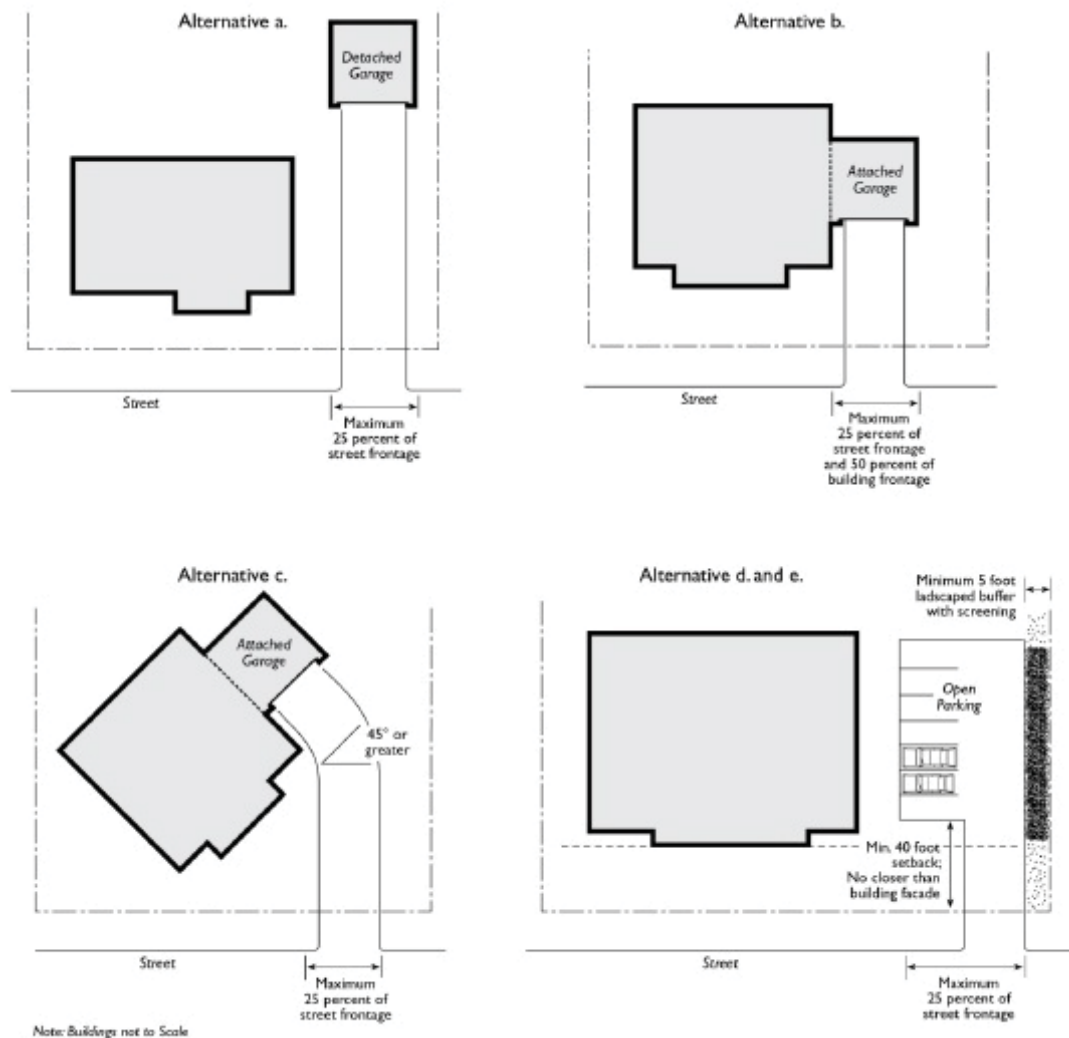 Alternative a.
Detached
Garage
Street
Maximum
25 percent of
street frontage
Alternative b.
Attached
Garage
Street
Maximum
25 percent of
street frontage
and 50 percent of
building frontage
Alternative c.
Attached
Garage
45° or
greater
Street
Maximum
25 percent of
street frontage
Alternative d. and e.
Minimum 5 foot
ladscaped buffer
with screening
Open
Parking
Min. 40 foot
setback;
No closer than
building facade
Street
Maximum
25 percent of
street frontage
Note: Buildings not to Scale